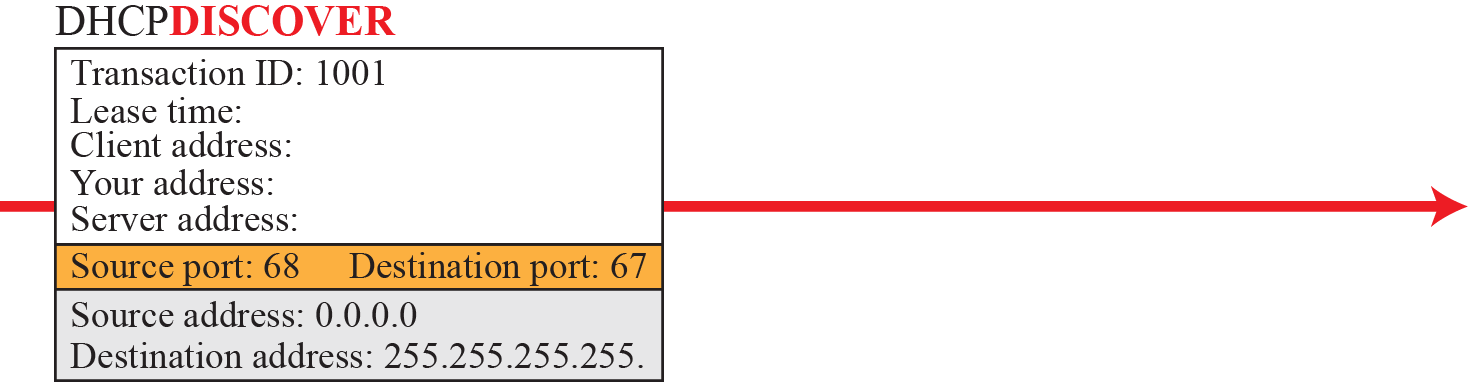 DHCPDISCOVER
Transaction ID: 1001
Lease time:
Client address:
Your address:
Server address:
Source port: 68 Destination port: 67
Source address: 0.0.0.0
Destination address: 255.255.255.255.